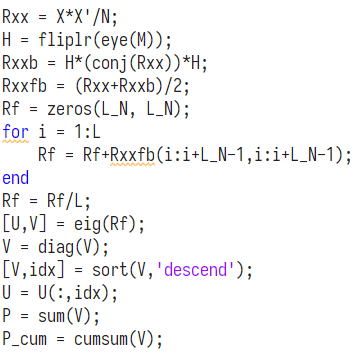 Rxx = X*X'/N;
H = fliplr(eye(M));
Rxxb = H*(conj(Rxx))*H;
Rxxfb = (Rxx+Rxxb)/2;
Rf = zeros(L_N, L_N);
for i = 1:L
    Rf = Rf+Rxxfb(i:i+L_N-1,i:i+L_N-1);
end
Rf = Rf/L;
[U,V] = eig(Rf);
V = diag(V);
[V,idx] = sort(V,'descend');
U = U(:,idx);
P = sum(V);
P_cum = cumsum(V);